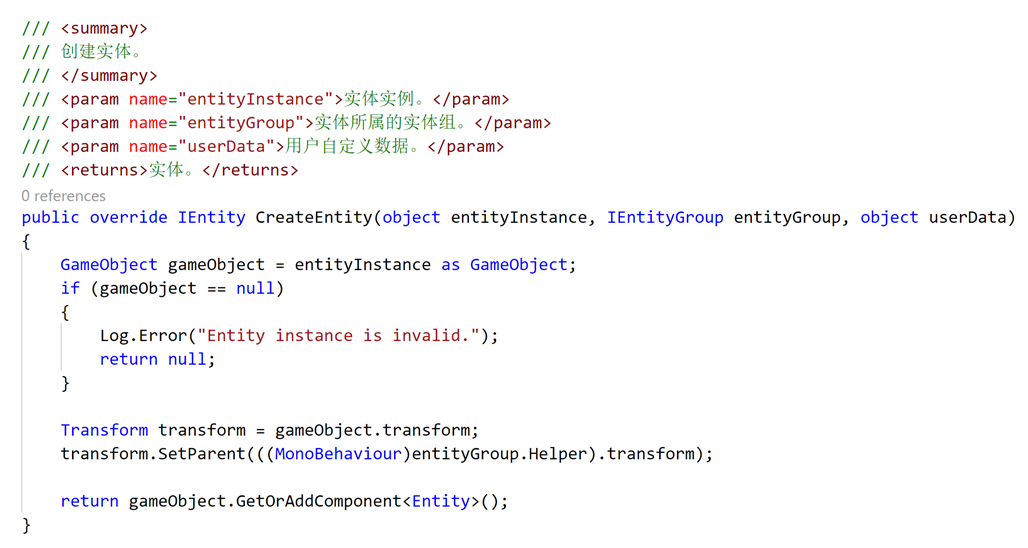 /// <summary>
/// 创建实体。
/// </summary>
/// <param name="entityInstance">实体实例。</param>
/// <param name="entityGroup">实体所属的实体组。</param>
/// <param name="userData">用户自定义数据。</param>
/// <returns>实体。</returns>
0 references
public override IEntity CreateEntity(object entityInstance, IEntityGroup entityGroup, object userData)
{
    GameObject gameObject = entityInstance as GameObject;
    if (gameObject == null)
    {
        Log.Error("Entity instance is invalid.");
        return null;
    }

    Transform transform = gameObject.transform;
    transform.SetParent(((MonoBehaviour)entityGroup.Helper).transform);

    return gameObject.GetOrAddComponent<Entity>();
}